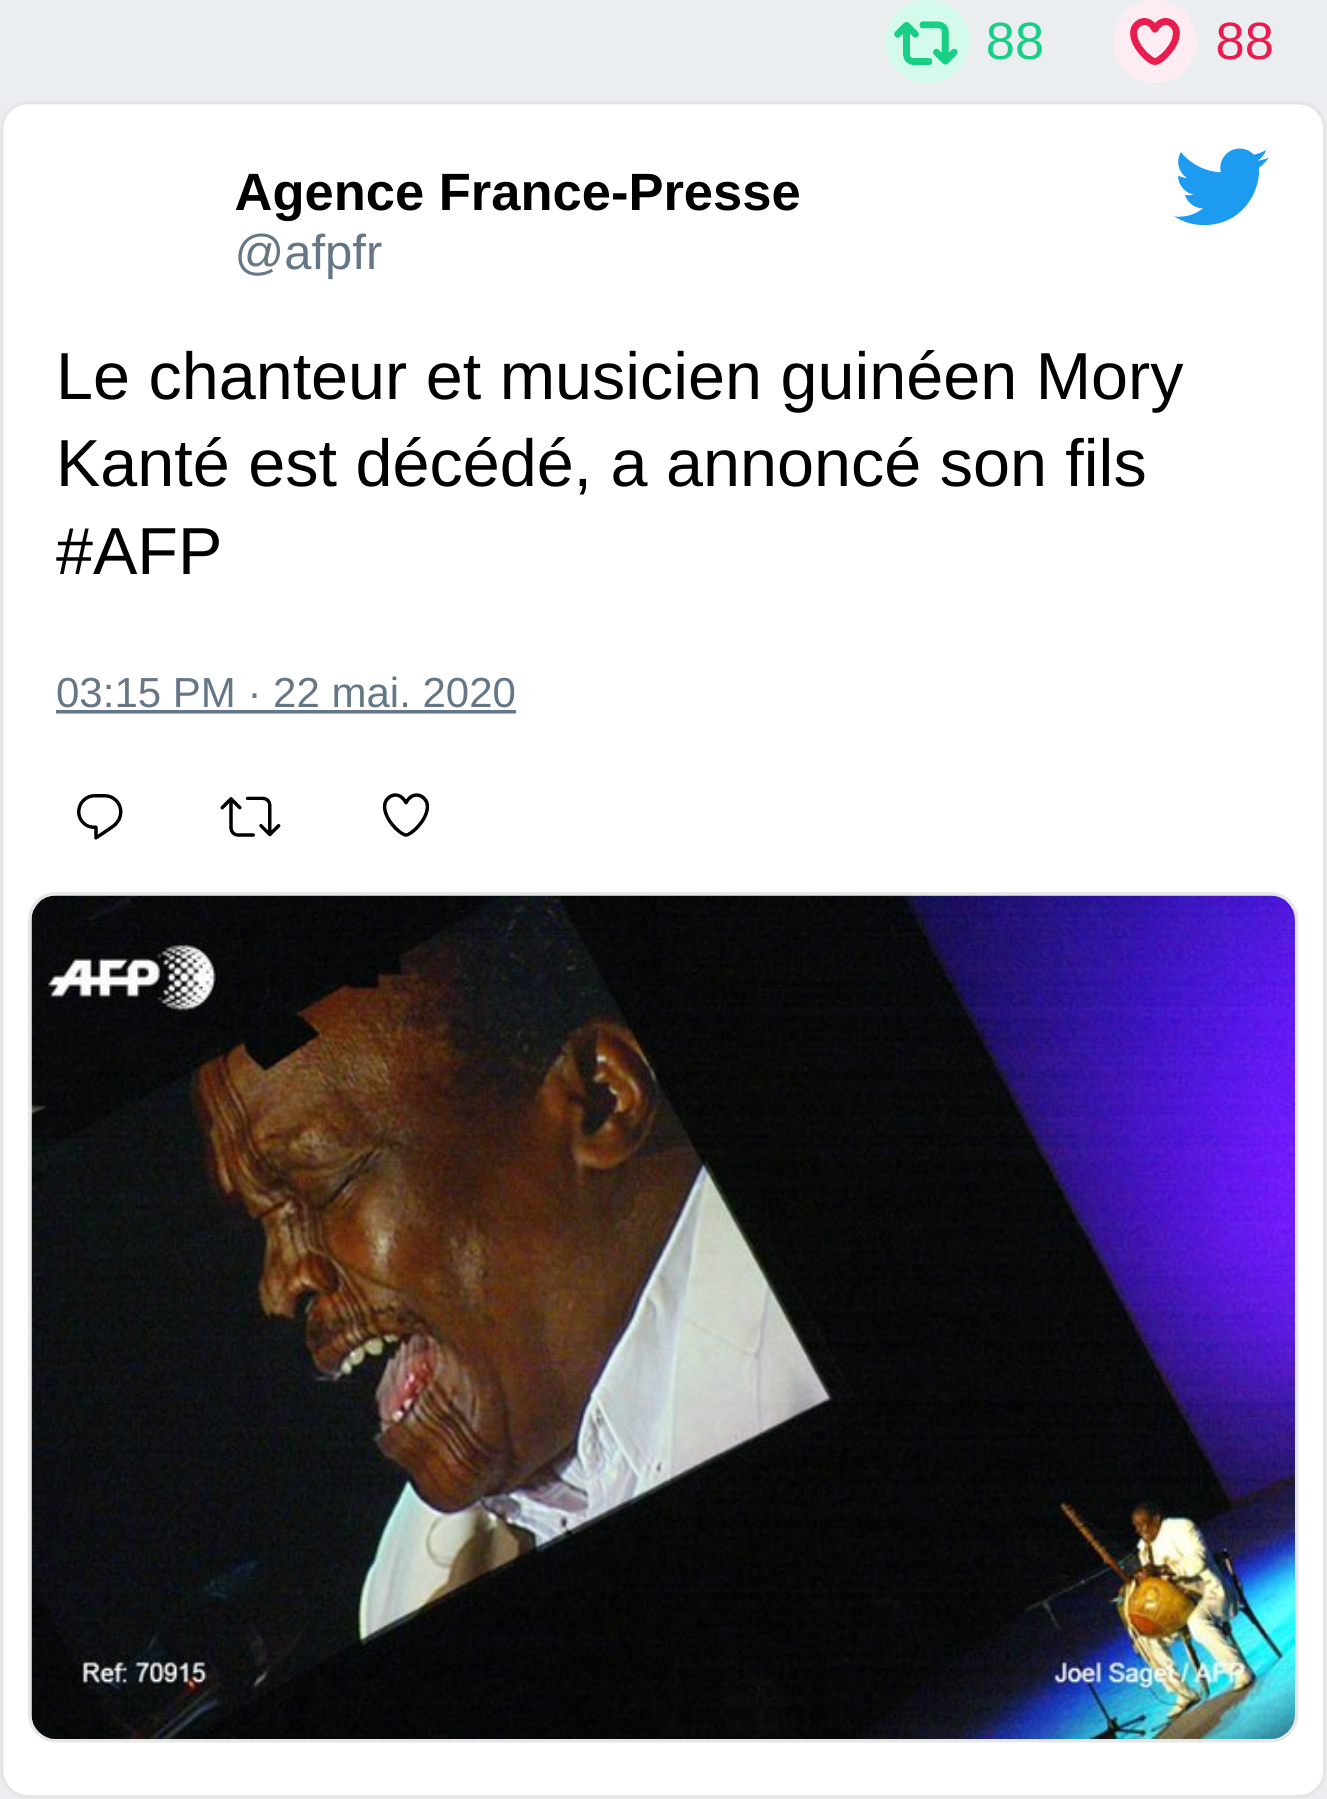 88 88
Agence France-Presse
@afpfr
Le chanteur et musicien guinéen Mory
Kanté est décédé, a annoncé son fils
#AFP
03:15 PM · 22 mai. 2020
AFP
Ref: 70915
Joel Saget / AFP